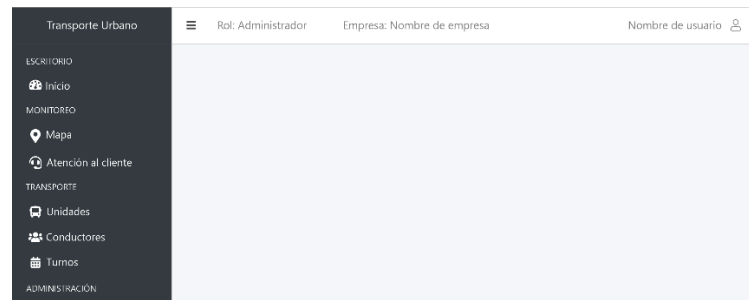 Transporte Urbano
Rol: Administrador Empresa: Nombre de empresa Nombre de usuario
ESCRITORIO
Inicio
MONITOREO
Mapa
Atención al cliente
TRANSPORTE
Unidades
Conductores
Turnos
ADMINISTRACIÓN